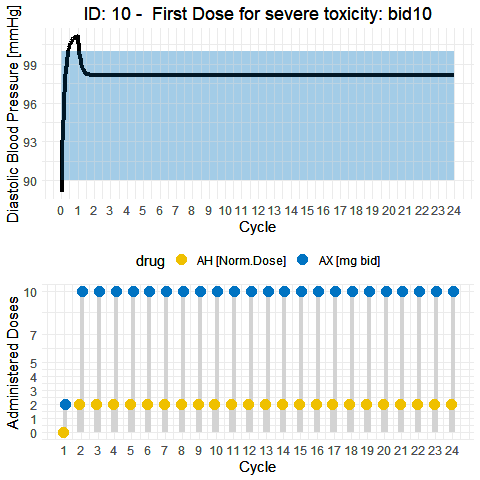 ID: 10 - First Dose for severe toxicity: bid10
Diastolic Blood Pressure [mmHg]
99
96
93
90
0 1 2 3 4 5 6 7 8 9 10 11 12 13 14 15 16 17 18 19 20 21 22 23 24
Cycle
drug AH [Norm.Dose] AX [mg bid]
Administered Doses
10
7
5
4
3
2
1
0
1 2 3 4 5 6 7 8 9 10 11 12 13 14 15 16 17 18 19 20 21 22 23 24
Cycle